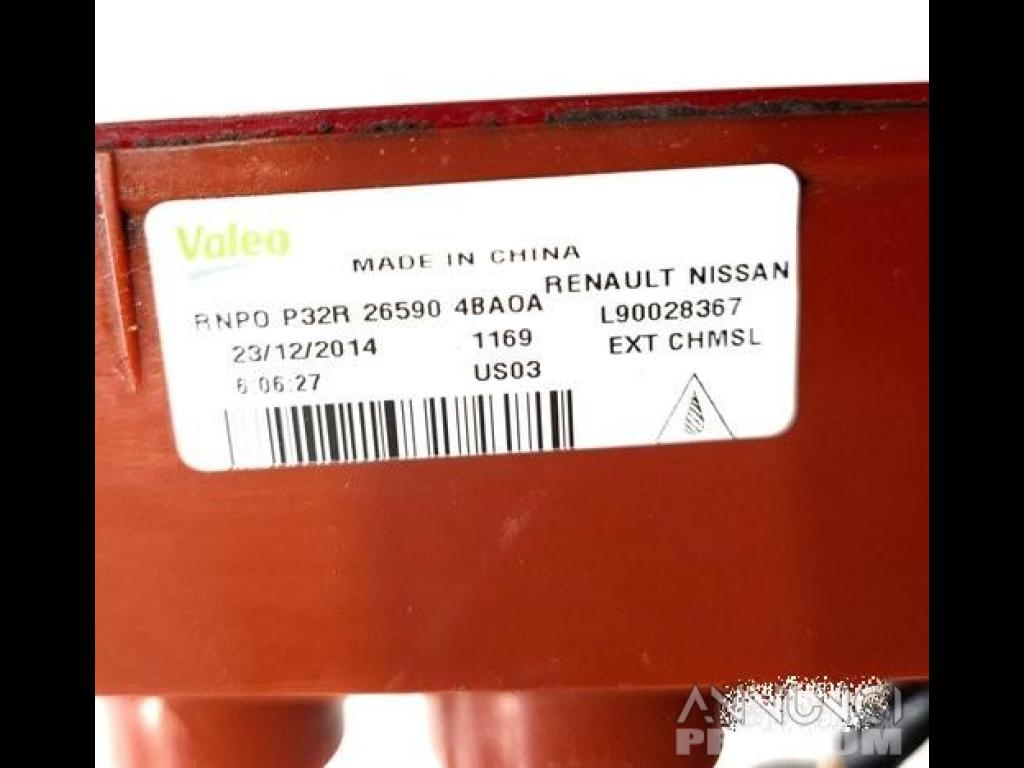 Valeo
MADE IN CHINA
RENAULT NISSAN
RNPO P32R 26590 4BA0A
L90028367
23/12/2014
1169
EXT CHMSL
6:06:27
US03
ANNUNCI